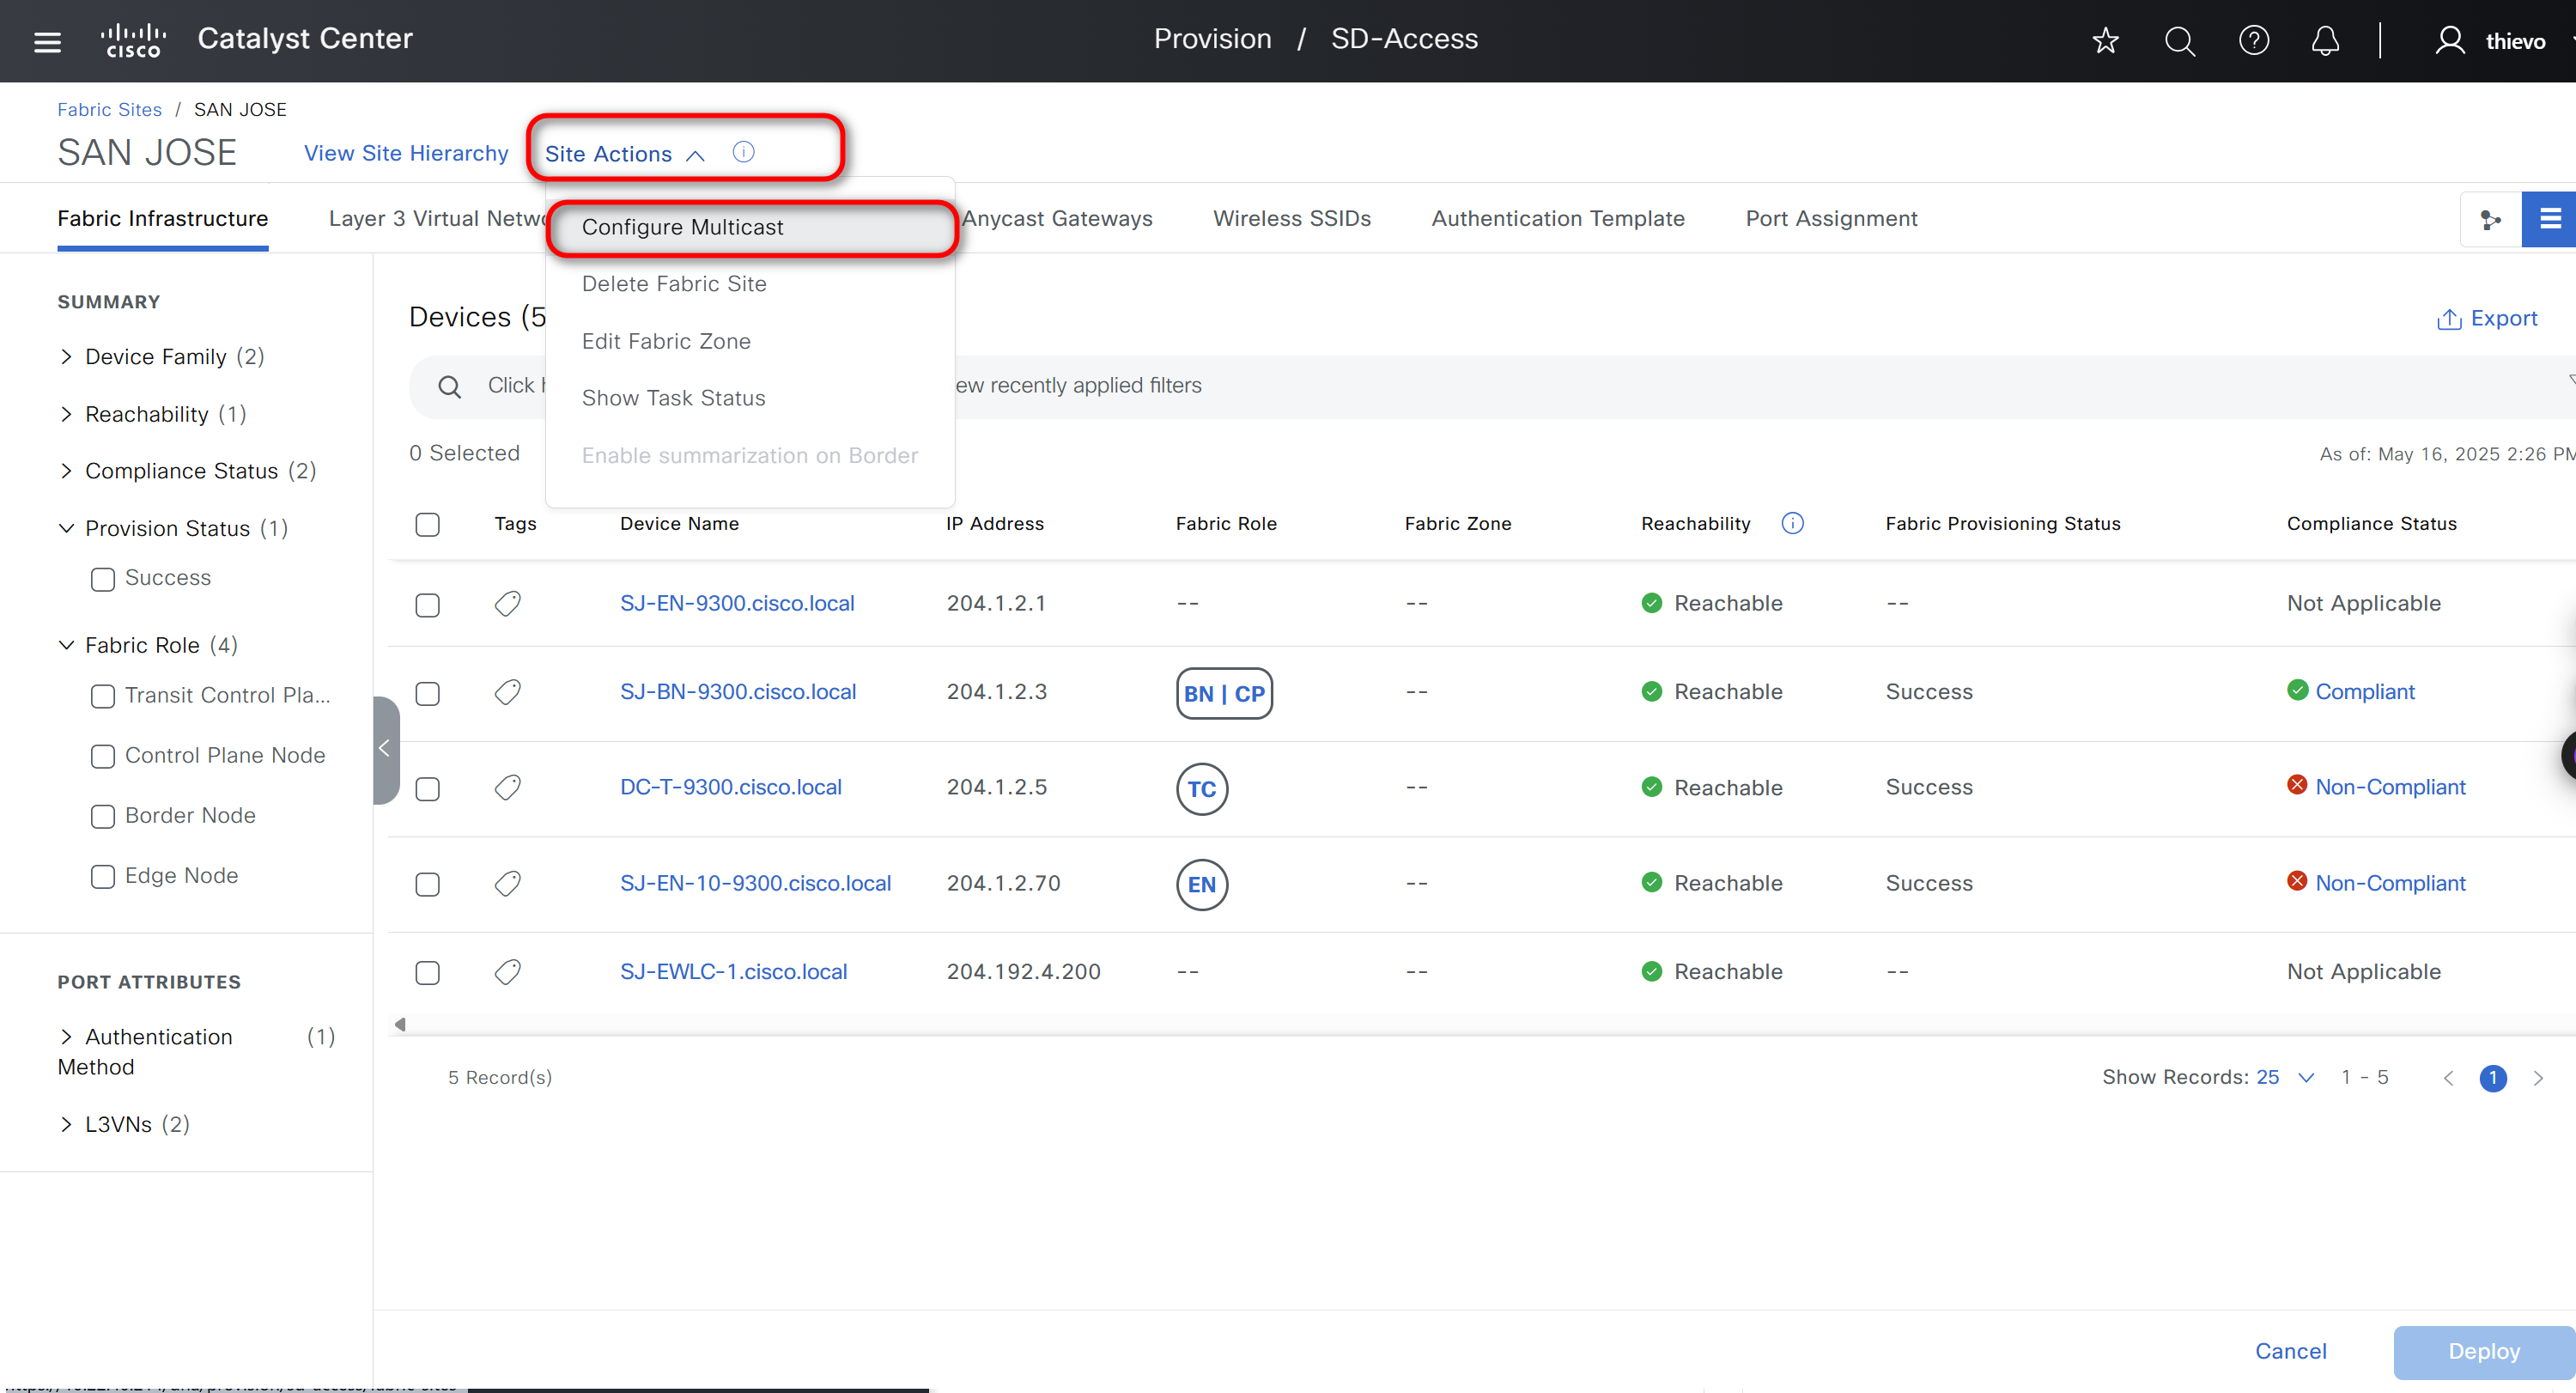 CISCO
Catalyst Center
Provision / SD-Access
thievo
Fabric Sites / SAN JOSE
SAN JOSE
View Site Hierarchy
Site Actions
Fabric Infrastructure
Layer 3 Virtual
Anycast Gateways
Wireless SSIDs
Authentication Template
Port Assignment
Configure Multicast
Delete Fabric Site
Edit Fabric Zone
Show Task Status
Enable summarization on Border
SUMMARY
Device Family (2)
Reachability (1)
Compliance Status (2)
Provision Status (1)
Success
Fabric Role (4)
Transit Control Pla...
Control Plane Node
Border Node
Edge Node
PORT ATTRIBUTES
Authentication Method (1)
L3VNs (2)
Devices (5
Export
Click
recently applied filters
0 Selected
As of: May 16, 2025 2:26 PM
Tags Device Name IP Address Fabric Role Fabric Zone Reachability Fabric Provisioning Status Compliance Status
SJ-EN-9300.cisco.local 204.1.2.1 -- -- Reachable -- Not Applicable
SJ-BN-9300.cisco.local 204.1.2.3 BN | CP -- Reachable Success Compliant
DC-T-9300.cisco.local 204.1.2.5 TC -- Reachable Success Non-Compliant
SJ-EN-10-9300.cisco.local 204.1.2.70 EN -- Reachable Success Non-Compliant
SJ-EWLC-1.cisco.local 204.192.4.200 -- -- Reachable -- Not Applicable
5 Record(s)
Show Records: 25 1 - 5 1
Cancel
Deploy